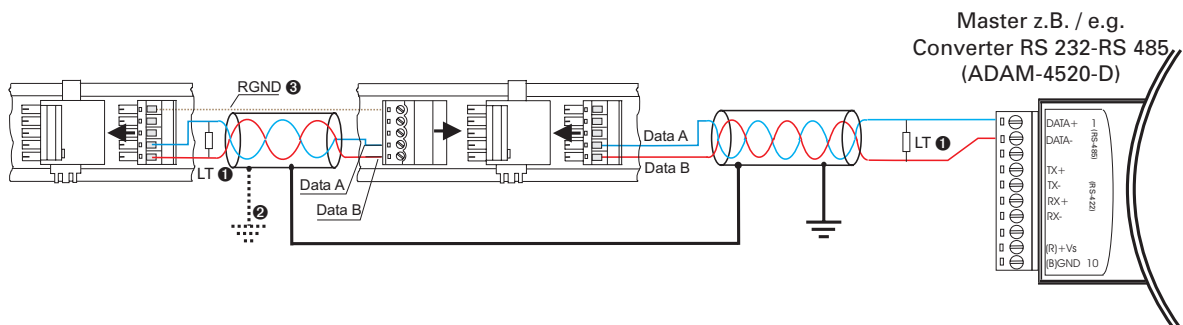 Master z.B. / e.g.
Converter RS 232-RS 485
(ADAM-4520-D)
RGND ❸
LT ❶
Data A
Data B
❷
Data A
Data B
LT ❶
DATA+ 1
DATA-
(RS-485)
TX+
TX-
RX+
RX-
(RS-422)
(R)+Vs
(B)GND 10